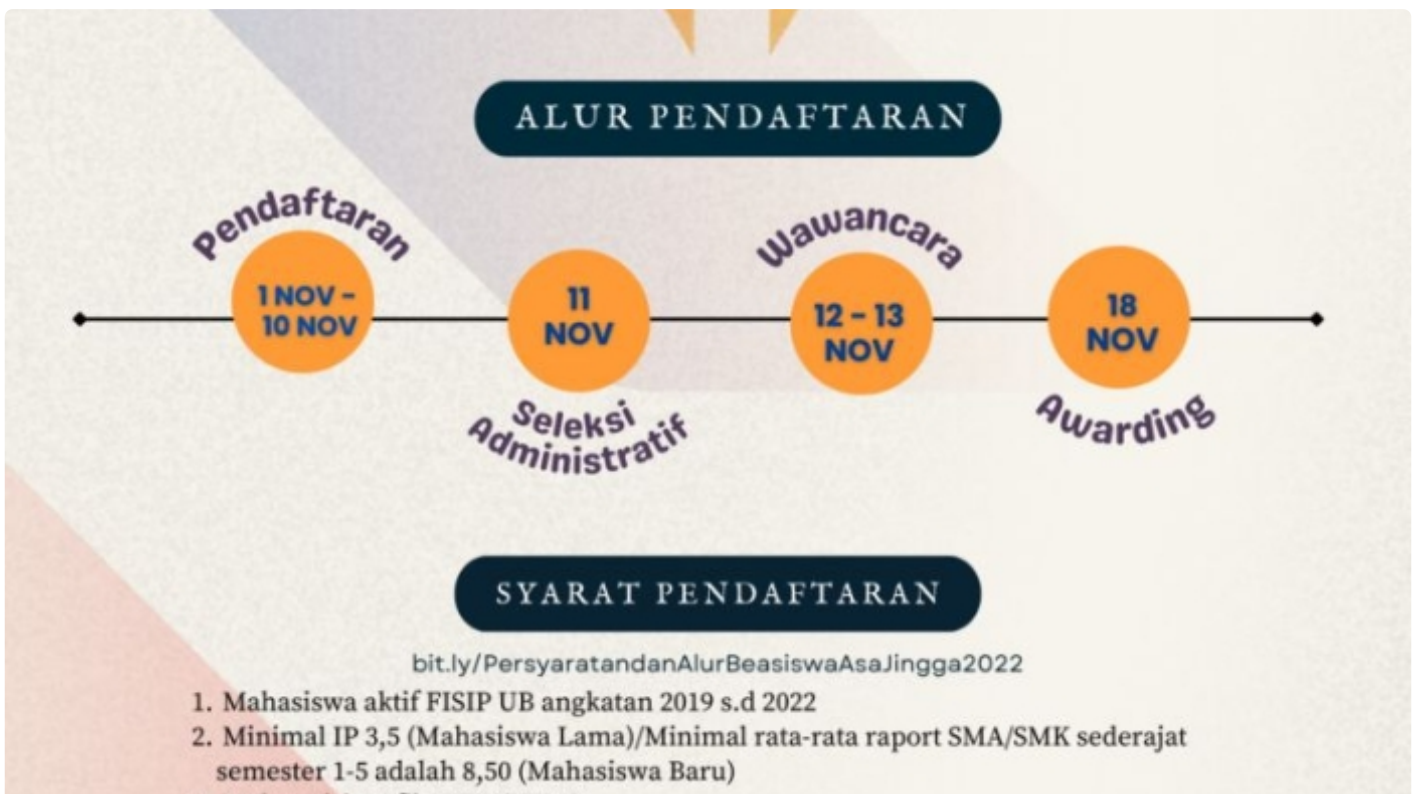 ALUR PENDAFTARAN
Pendaftaran
1 NOV -
10 NOV
11
NOV
Seleksi
Administratif
Wawancara
12 - 13
NOV
18
NOV
Awarding
SYARAT PENDAFTARAN
bit.ly/PersyaratandanAlurBeasiswaAsaJingga2022
1. Mahasiswa aktif FISIP UB angkatan 2019 s.d 2022
2. Minimal IP 3,5 (Mahasiswa Lama)/Minimal rata-rata raport SMA/SMK sederajat
semester 1-5 adalah 8,50 (Mahasiswa Baru)